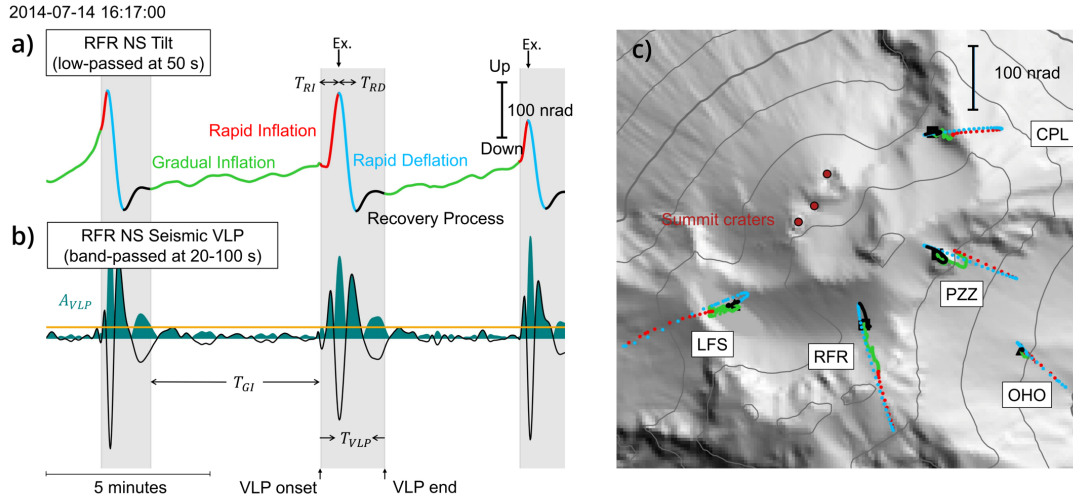 2014-07-14 16:17:00
a)
RFR NS Tilt
(low-passed at 50 s)
Ex.
Ex.
T_RI
T_RD
Up
100 nrad
Down
Rapid Inflation
Gradual Inflation
Rapid Deflation
Recovery Process
b)
RFR NS Seismic VLP
(band-passed at 20-100 s)
A_VLP
T_GI
T_VLP
5 minutes
VLP onset
VLP end
c)
100 nrad
CPL
Summit craters
PZZ
LFS
RFR
OHO